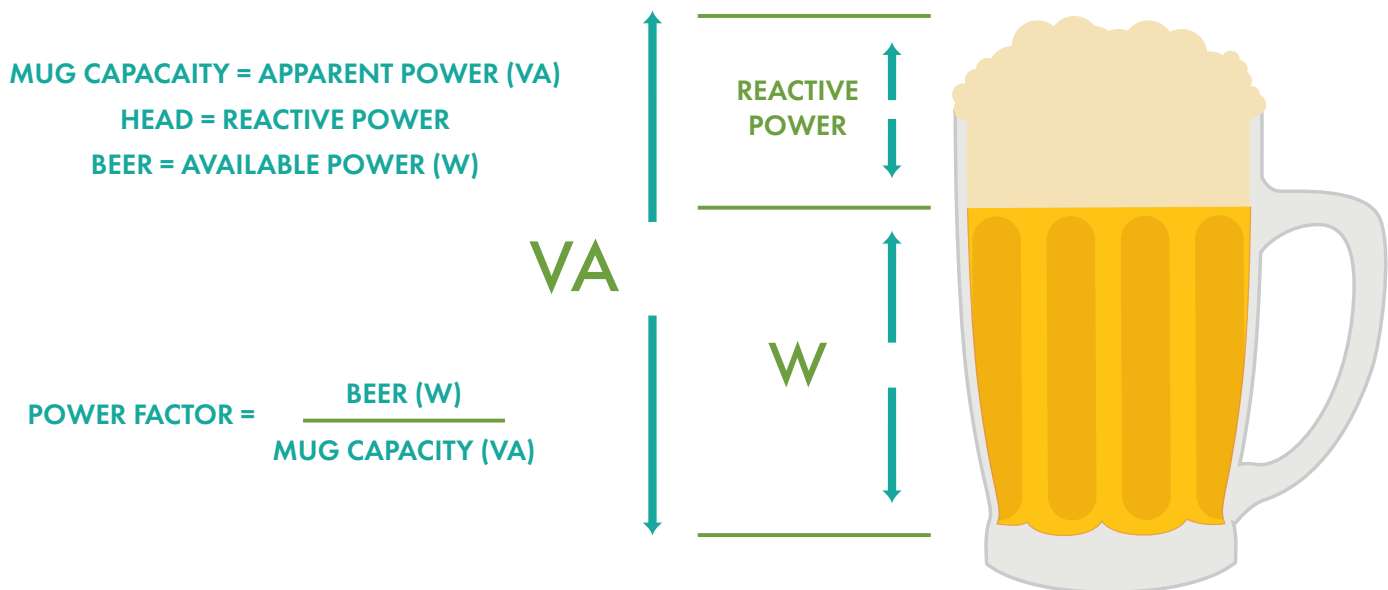 MUG CAPACAITY = APPARENT POWER (VA)
HEAD = REACTIVE POWER
BEER = AVAILABLE POWER (W)
REACTIVE
POWER
VA
W
POWER FACTOR =
BEER (W)
MUG CAPACITY (VA)